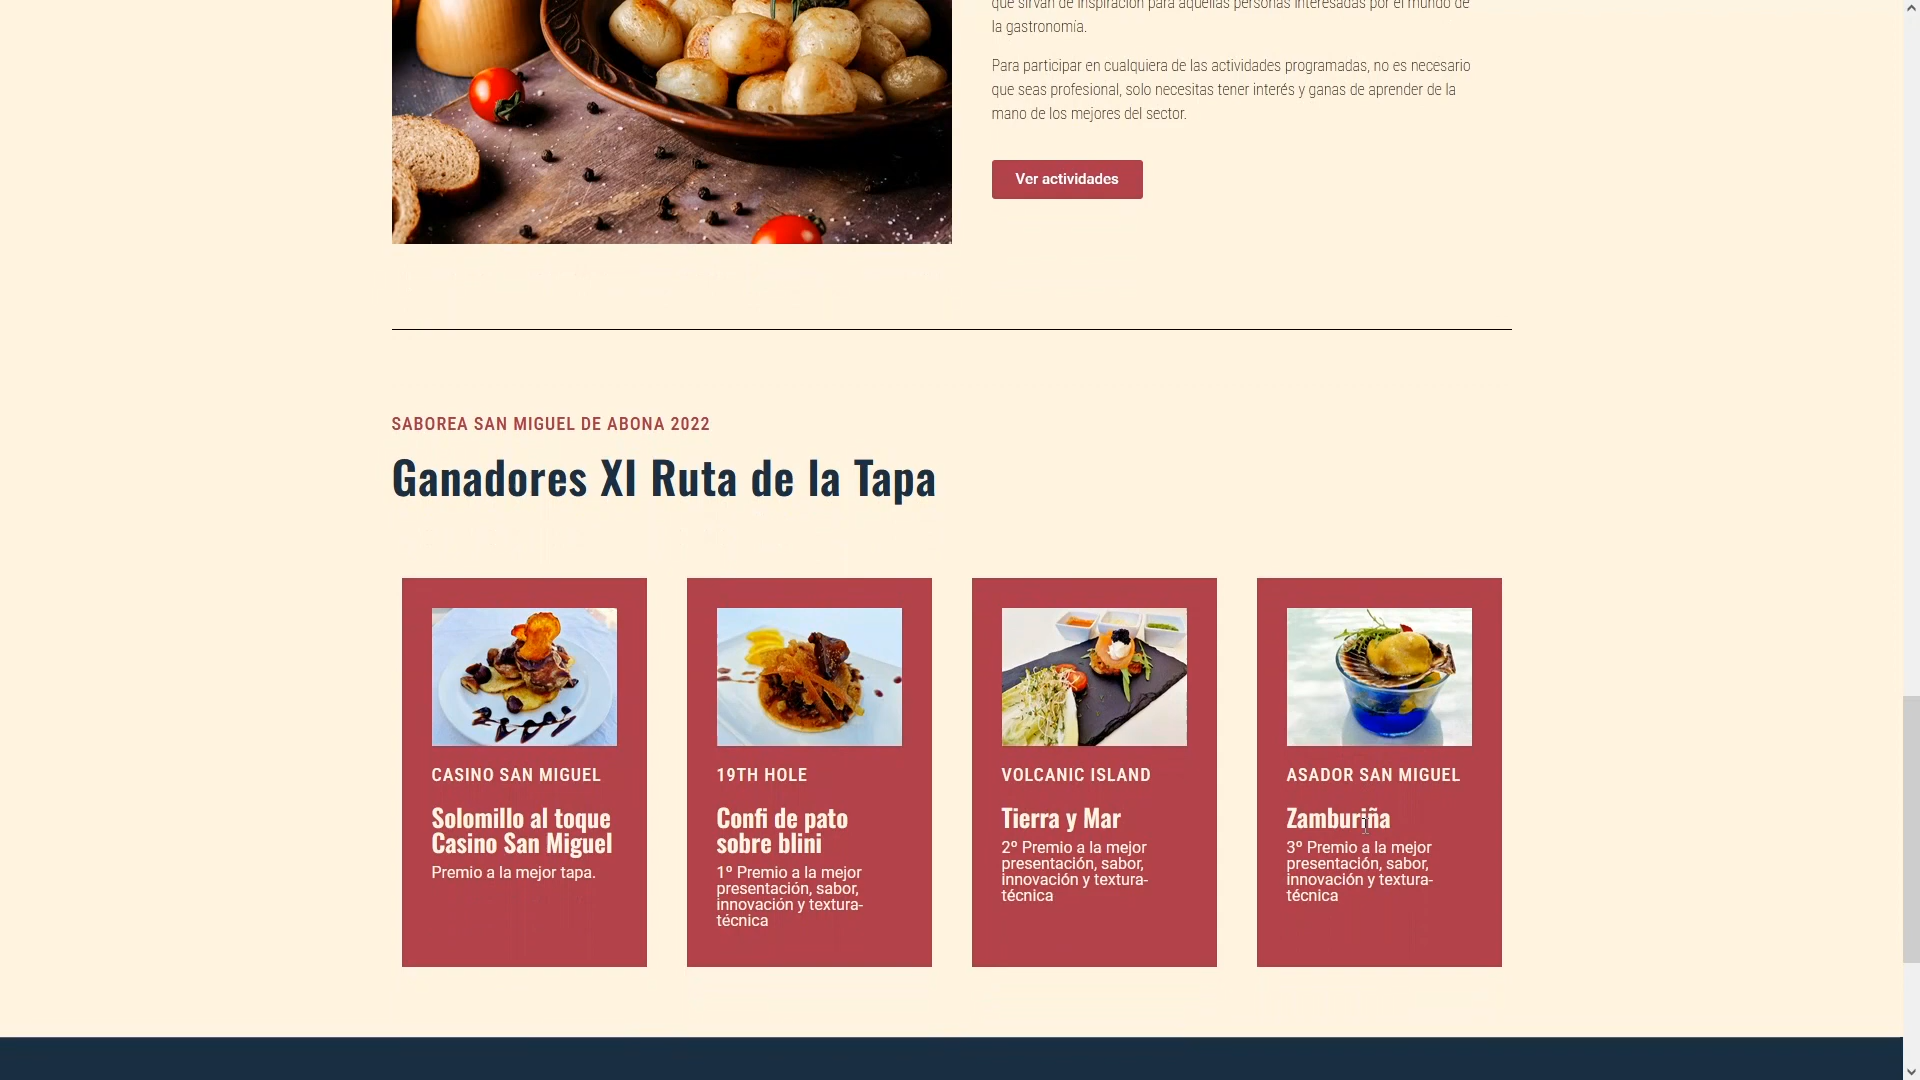 que sirvan de inspiración para aquellas personas interesadas por el mundo de
la gastronomía.
Para participar en cualquiera de las actividades programadas, no es necesario
que seas profesional, solo necesitas tener interés y ganas de aprender de la
mano de los mejores del sector.
Ver actividades
SABOREA SAN MIGUEL DE ABONA 2022
Ganadores XI Ruta de la Tapa
CASINO SAN MIGUEL
Solomillo al toque
Casino San Miguel
Premio a la mejor tapa.
19TH HOLE
Confi de pato
sobre blini
1º Premio a la mejor
presentación, sabor,
innovación y textura-
técnica
VOLCANIC ISLAND
Tierra y Mar
2º Premio a la mejor
presentación, sabor,
innovación y textura-
técnica
ASADOR SAN MIGUEL
Zamburiña
3º Premio a la mejor
presentación, sabor,
innovación y textura-
técnica